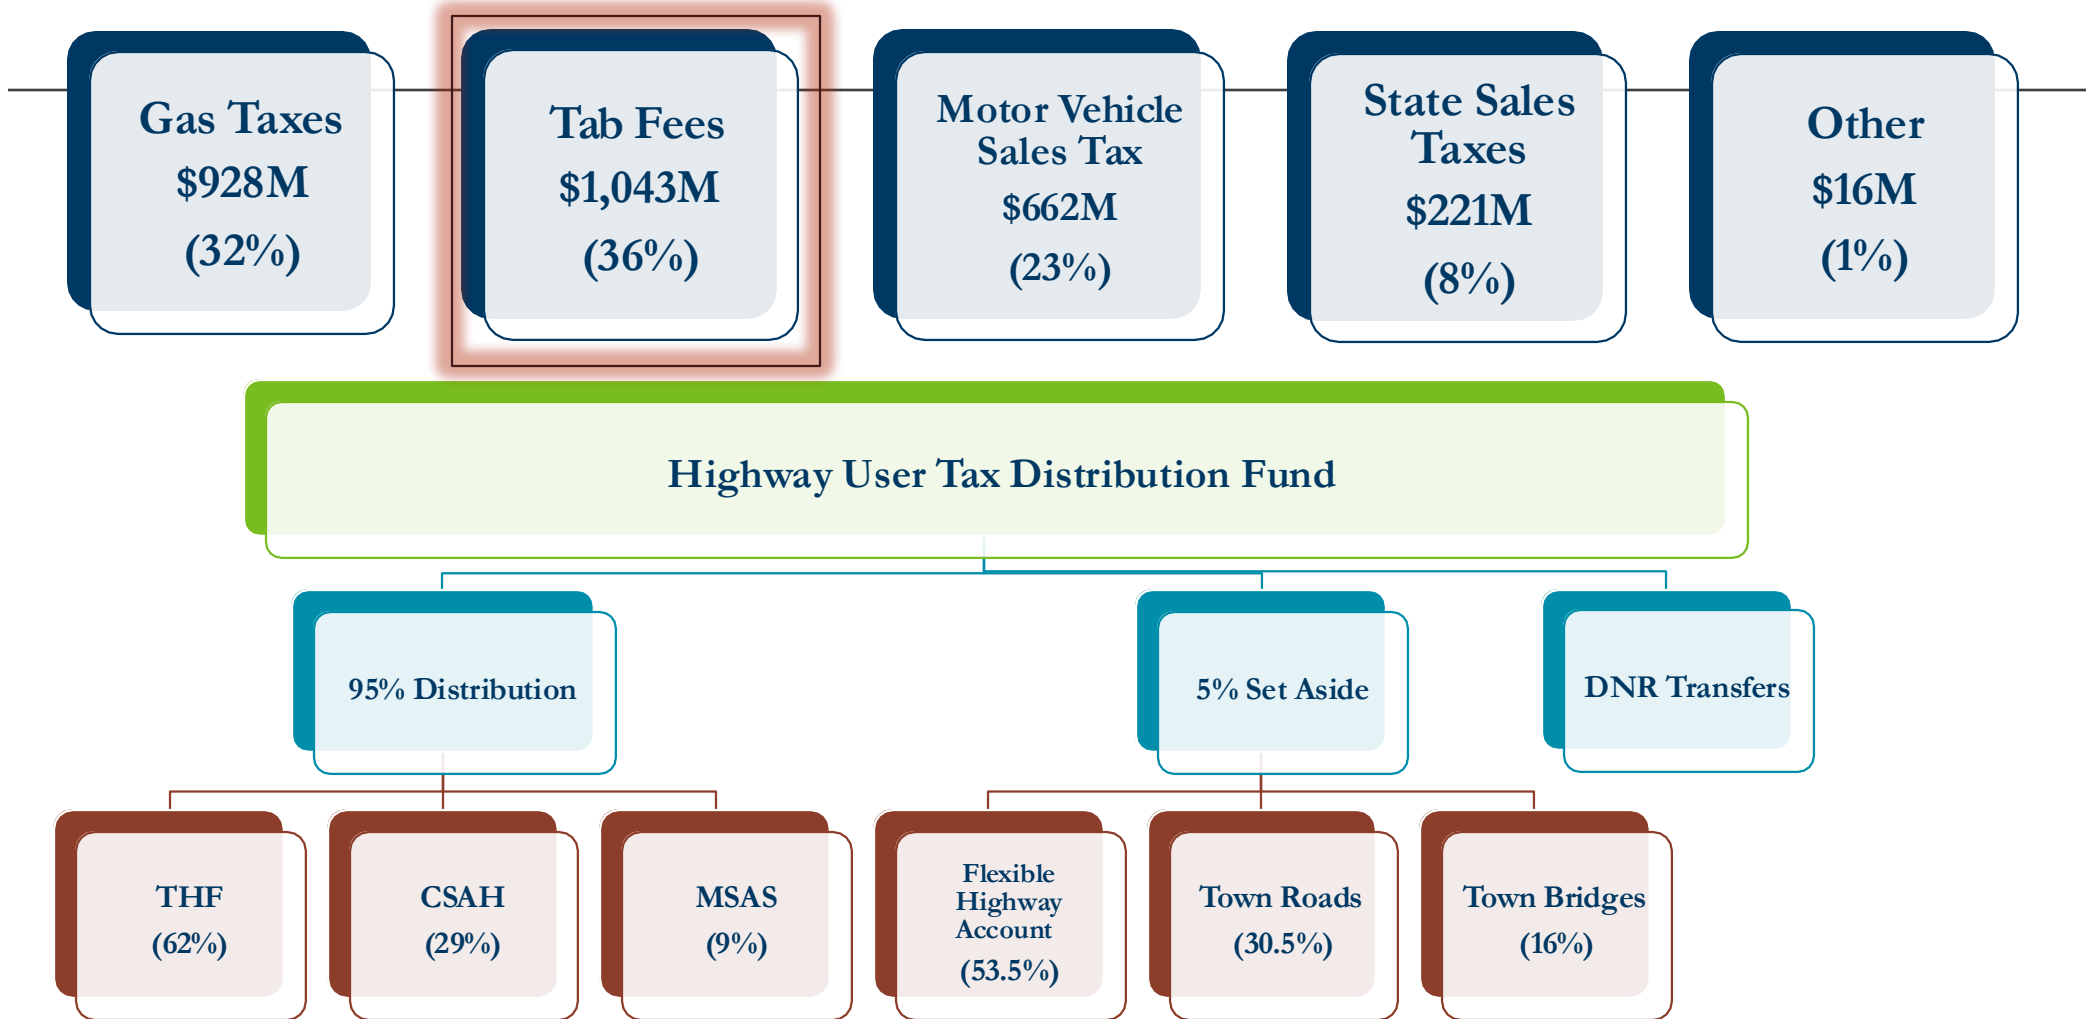 Gas Taxes
$928M
(32%)
Tab Fees
$1,043M
(36%)
Motor Vehicle
Sales Tax
$662M
(23%)
State Sales
Taxes
$221M
(8%)
Other
$16M
(1%)
Highway User Tax Distribution Fund
95% Distribution
5% Set Aside
DNR Transfers
THF
(62%)
CSAH
(29%)
MSAS
(9%)
Flexible
Highway
Account
(53.5%)
Town Roads
(30.5%)
Town Bridges
(16%)